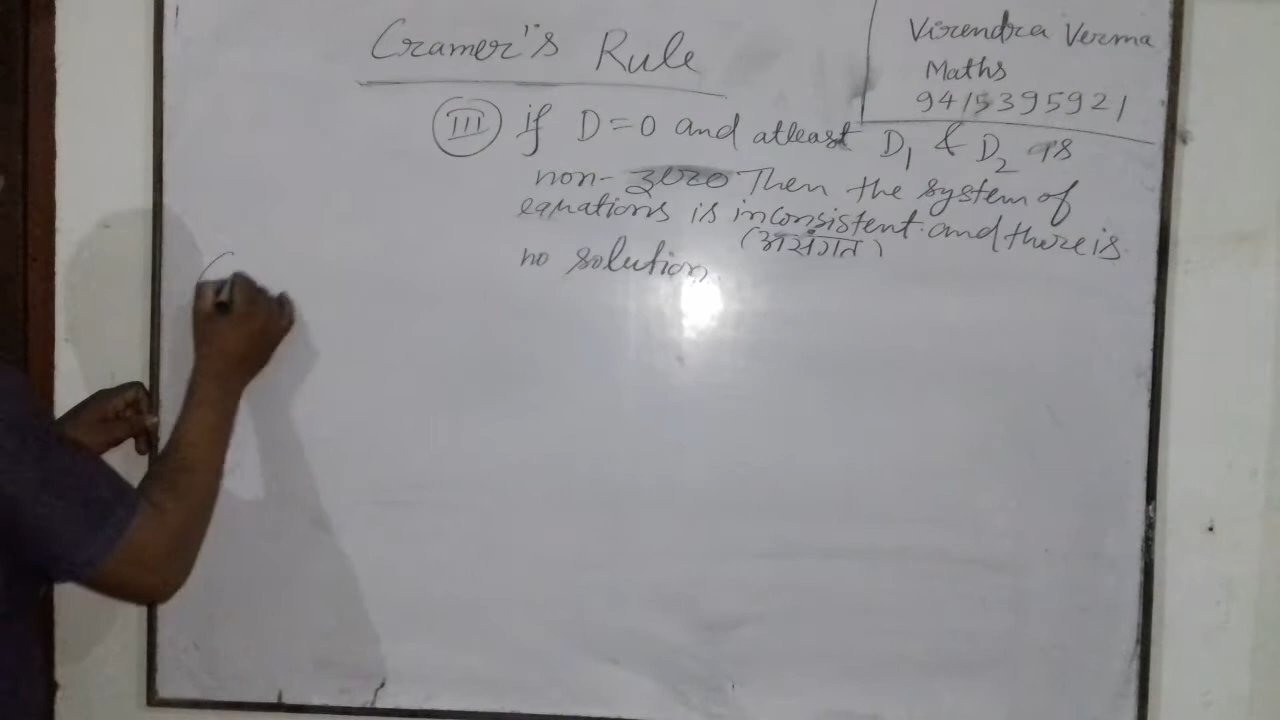 Cramer's Rule
Virendra Verma
Maths
9415395921
III if D=0 and atleast D1 & D2 is
non-zero Then the system of
equations is inconsistent. and there is
(असंगत)
no solution.